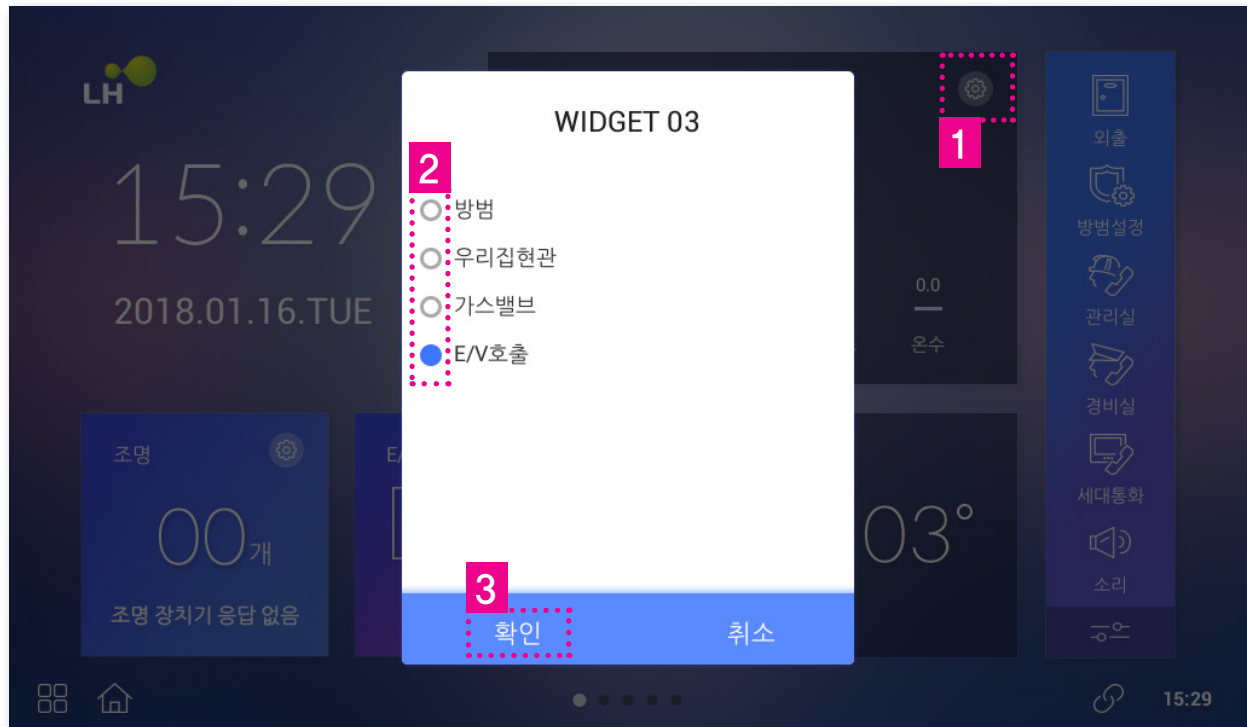 LH
15:29
2018.01.16.TUE
WIDGET 03
1
2
방범
우리집현관
가스밸브
E/V호출
3
확인
취소
0.0
온수
조명
00개
조명 장치기 응답 없음
E/
03°
외출
방범설정
관리실
경비실
세대통화
소리
15:29